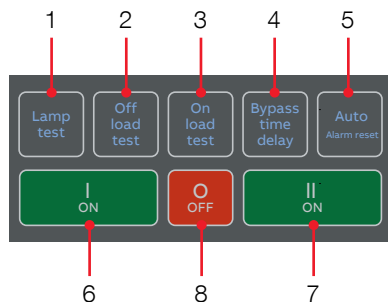 1 2 3 4 5
Lamp
test
Off
load
test
On
load
test
Bypass
time
delay
Auto
Alarm reset
I
ON
O
OFF
II
ON
6 8 7